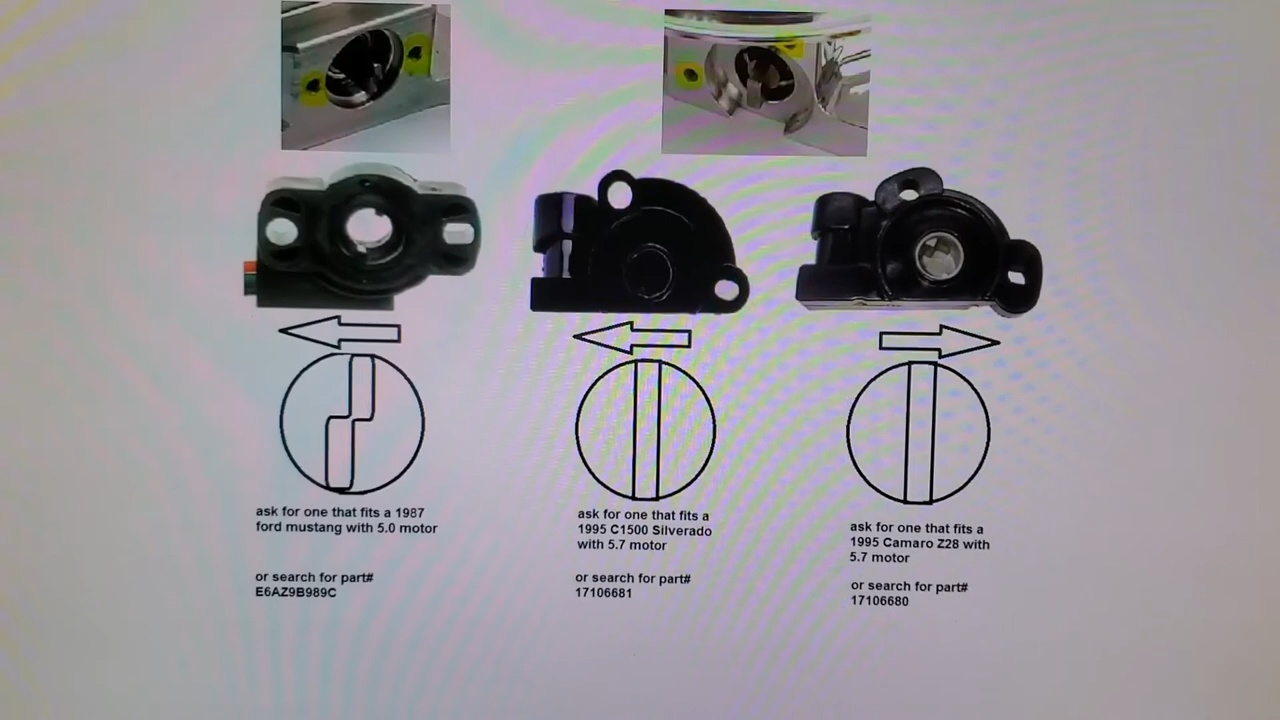 ask for one that fits a 1987
ford mustang with 5.0 motor
or search for part#
E6AZ9B989C
ask for one that fits a
1995 C1500 Silverado
with 5.7 motor
or search for part#
17106681
ask for one that fits a
1995 Camaro Z28 with
5.7 motor
or search for part#
17106680